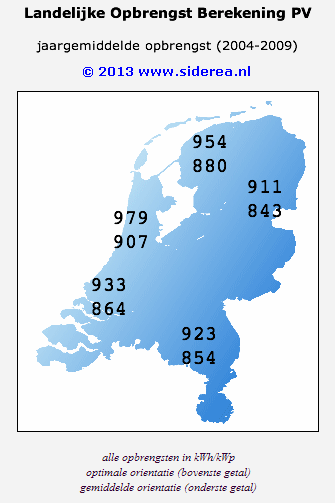 Landelijke Opbrengst Berekening PV
jaargemiddelde opbrengst (2004-2009)
© 2013 www.siderea.nl
954
880
911
843
979
907
933
864
923
854
alle opbrengsten in kWh/kWp
optimale orientatie (bovenste getal)
gemiddelde orientatie (onderste getal)